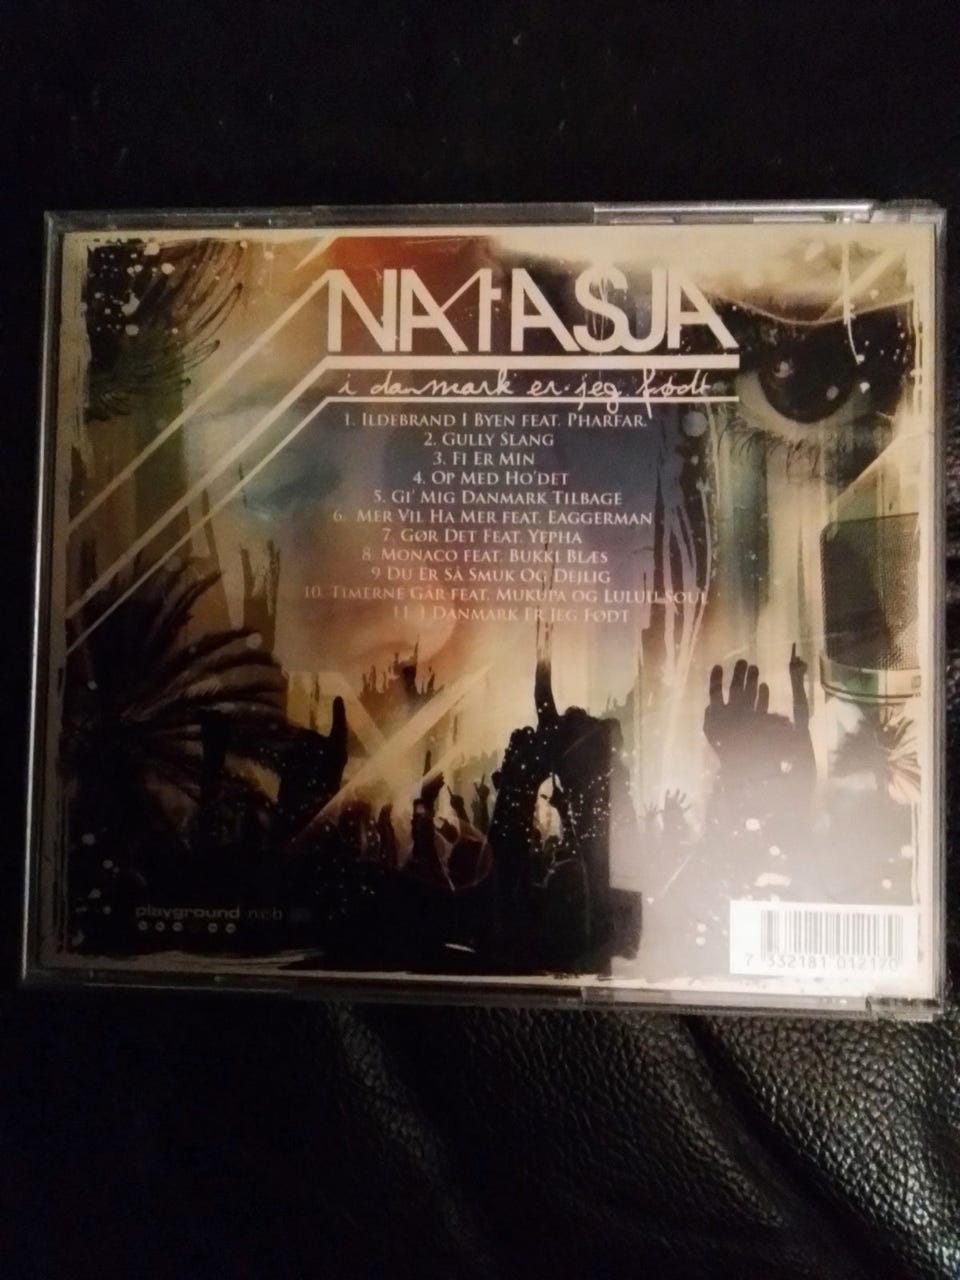 NATASJA
i danmark er jeg født
1. Ildebrand I Byen feat. Pharfar.
2. Gully Slang
3. Fi Er Min
4. Op Med Ho'det
5. Gi' Mig Danmark Tilbage
6. Mer Vil Ha Mer feat. Eaggerman
7. Gør Det Feat. Yepha
8. Monaco feat. Bukki Blæs
9 Du Er Så Smuk Og Dejlig
10. Timerne Går feat. Mukupa og Lulu Soul
11. I Danmark Er Jeg Født
playground ncb
7 332181 012170